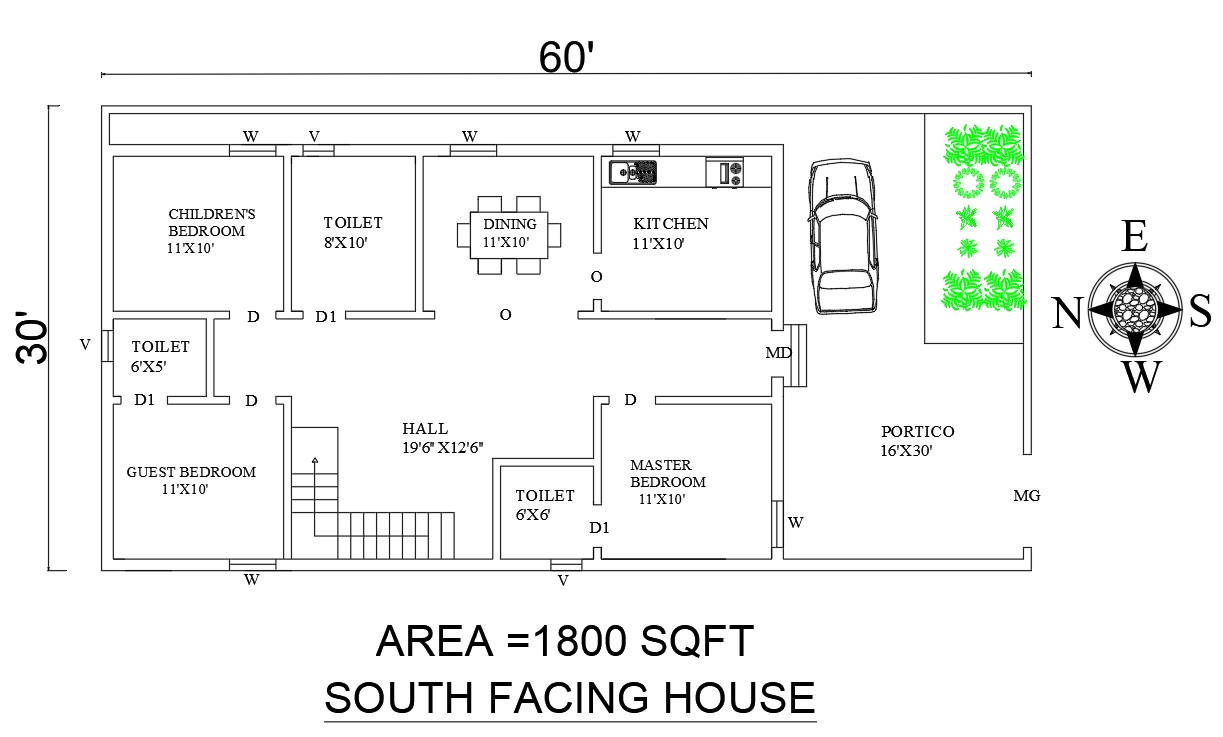 60'
30'
W
V
W
W
CHILDREN'S
BEDROOM
11'X10'
TOILET
8'X10'
DINING
11'X10'
KITCHEN
11'X10'
O
D
D1
O
V
TOILET
6'X5'
MD
D1
D
D
HALL
19'6" X12'6"
PORTICO
16'X30'
GUEST BEDROOM
11'X10'
MASTER
BEDROOM
11'X10'
TOILET
6'X6'
D1
W
MG
W
V
E
N
S
W
AREA =1800 SQFT
SOUTH FACING HOUSE